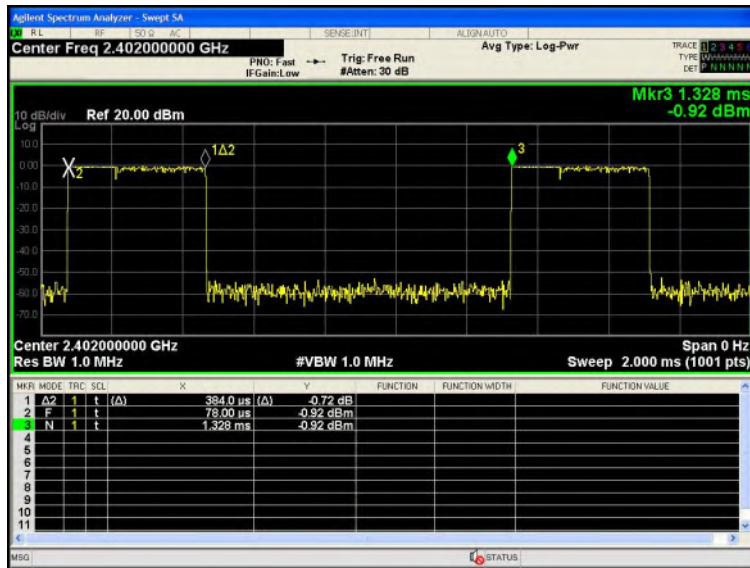 Agilent Spectrum Analyzer - Swept SA
RL RF 50 Ω AC SENSE:INT ALIGNAUTO
Center Freq 2.402000000 GHz
PNO: Fast
IFGain:Low
Trig: Free Run
#Atten: 30 dB
Avg Type: Log-Pwr
TRACE 1 2 3 4 5
TYPE
DET P N N N N
Mkr3 1.328 ms
-0.92 dBm
10 dB/div Ref 20.00 dBm
Log
10.0
0.00
-10.0
-20.0
-30.0
-40.0
-50.0
-60.0
-70.0
2
1Δ2
3
Center 2.402000000 GHz Span 0 Hz
Res BW 1.0 MHz #VBW 1.0 MHz Sweep 2.000 ms (1001 pts)
MKR MODE TRC SCL X Y FUNCTION FUNCTION WIDTH FUNCTION VALUE
1 Δ2 1 t (Δ) 384.0 µs (Δ) -0.72 dB
2 F 1 t 78.00 µs -0.92 dBm
3 N 1 t 1.328 ms -0.92 dBm
4
5
6
7
8
9
10
11
MSG STATUS